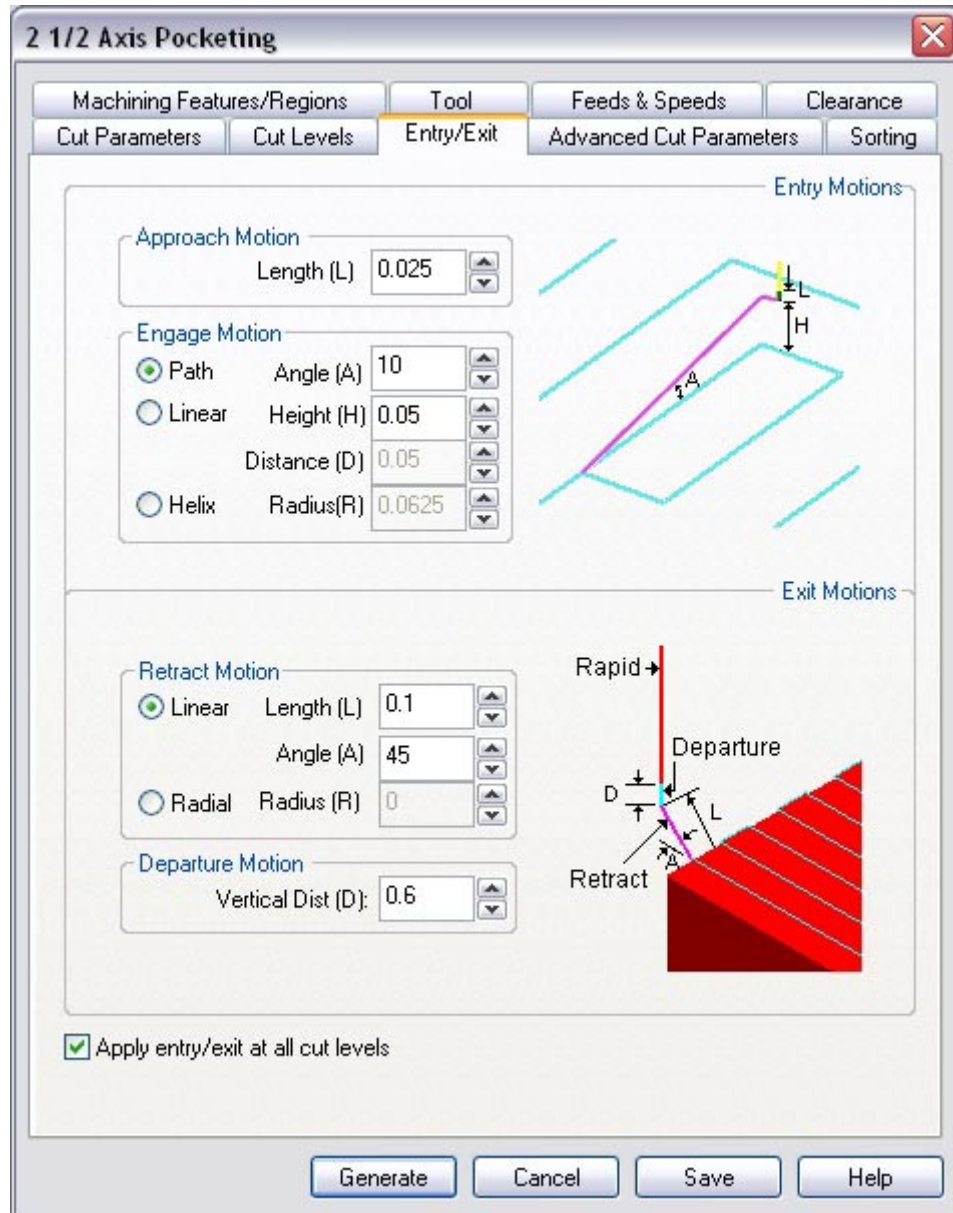 2 1/2 Axis Pocketing
Machining Features/Regions Tool Feeds & Speeds Clearance
Cut Parameters Cut Levels Entry/Exit Advanced Cut Parameters Sorting
Entry Motions
Approach Motion
Length (L) 0.025
Engage Motion
Path Angle (A) 10
Linear Height (H) 0.05
Distance (D) 0.05
Helix Radius(R) 0.0625
L
H
A
Exit Motions
Retract Motion
Linear Length (L) 0.1
Angle (A) 45
Radial Radius (R) 0
Departure Motion
Vertical Dist (D): 0.6
Rapid
Departure
D
L
A
Retract
Apply entry/exit at all cut levels
Generate Cancel Save Help